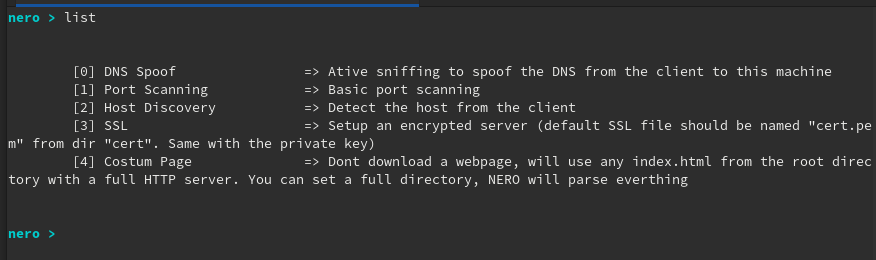 nero > list
[0] DNS Spoof => Ative sniffing to spoof the DNS from the client to this machine
[1] Port Scanning => Basic port scanning
[2] Host Discovery => Detect the host from the client
[3] SSL => Setup an encrypted server (default SSL file should be named "cert.pe
m" from dir "cert". Same with the private key)
[4] Costum Page => Dont download a webpage, will use any index.html from the root direc
tory with a full HTTP server. You can set a full directory, NERO will parse everthing
nero >